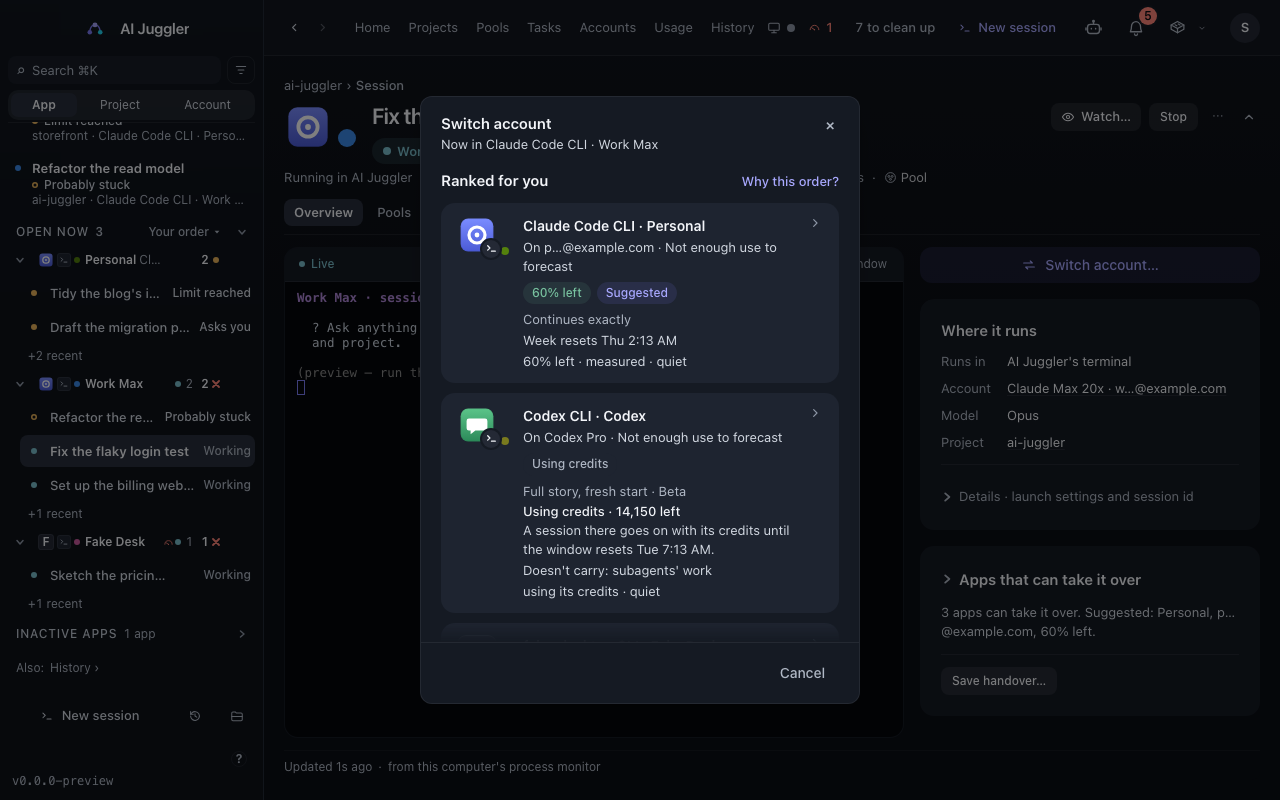 AI Juggler
Search ⌘K
App Project Account
Limit reached
storefront · Claude Code CLI · Perso...
Refactor the read model
Probably stuck
ai-juggler · Claude Code CLI · Work ...
OPEN NOW 3 Your order
Personal Cl... 2
Tidy the blog's i... Limit reached
Draft the migration p... Asks you
+2 recent
Work Max 2 2
Refactor the re... Probably stuck
Fix the flaky login test Working
Set up the billing web... Working
+1 recent
F Fake Desk 1 1
Sketch the pricin... Working
+1 recent
INACTIVE APPS 1 app
Also: History ›
New session
?
v0.0.0-preview
Home Projects Pools Tasks Accounts Usage History 1 7 to clean up New session 5 S
ai-juggler › Session
Fix th
Watch... Stop
Wor
Running in AI Juggler
· Pool
Overview Pools
Live
ndow
Work Max · sessi
? Ask anything
and project.
(preview — run th
Switch account
Now in Claude Code CLI · Work Max
Ranked for you Why this order?
Claude Code CLI · Personal
On p...@example.com · Not enough use to
forecast
60% left Suggested
Continues exactly
Week resets Thu 2:13 AM
60% left · measured · quiet
Codex CLI · Codex
On Codex Pro · Not enough use to forecast
Using credits
Full story, fresh start · Beta
Using credits · 14,150 left
A session there goes on with its credits until
the window resets Tue 7:13 AM.
Doesn't carry: subagents' work
using its credits · quiet
Cancel
Switch account...
Where it runs
Runs in AI Juggler's terminal
Account Claude Max 20x · w...@example.com
Model Opus
Project ai-juggler
Details · launch settings and session id
Apps that can take it over
3 apps can take it over. Suggested: Personal, p...
@example.com, 60% left.
Save handover...
Updated 1s ago · from this computer's process monitor